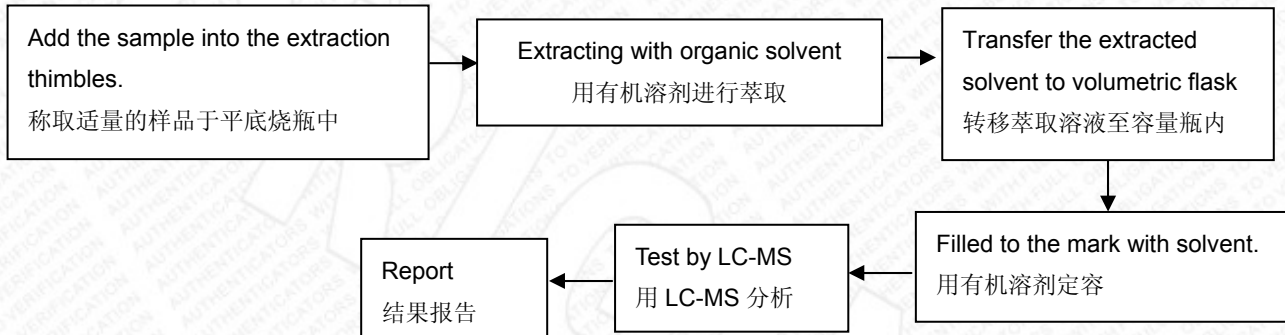 Add the sample into the extraction
thimbles.
称取适量的样品于平底烧瓶中
Extracting with organic solvent
用有机溶剂进行萃取
Transfer the extracted
solvent to volumetric flask
转移萃取溶液至容量瓶内
Filled to the mark with solvent.
用有机溶剂定容
Test by LC-MS
用 LC-MS 分析
Report
结果报告